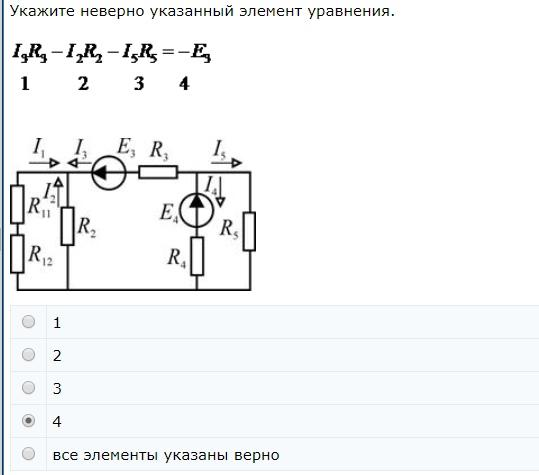 Укажите неверно указанный элемент уравнения.
I₃R₃ − I₂R₂ − I₅R₅ = −E₃
1 2 3 4
I₁ I₃ E₃ R₃ I₅
I₂ I₄
R₁₁ E₄
R₂ R₅
R₁₂ R₄
1
2
3
4
все элементы указаны верно